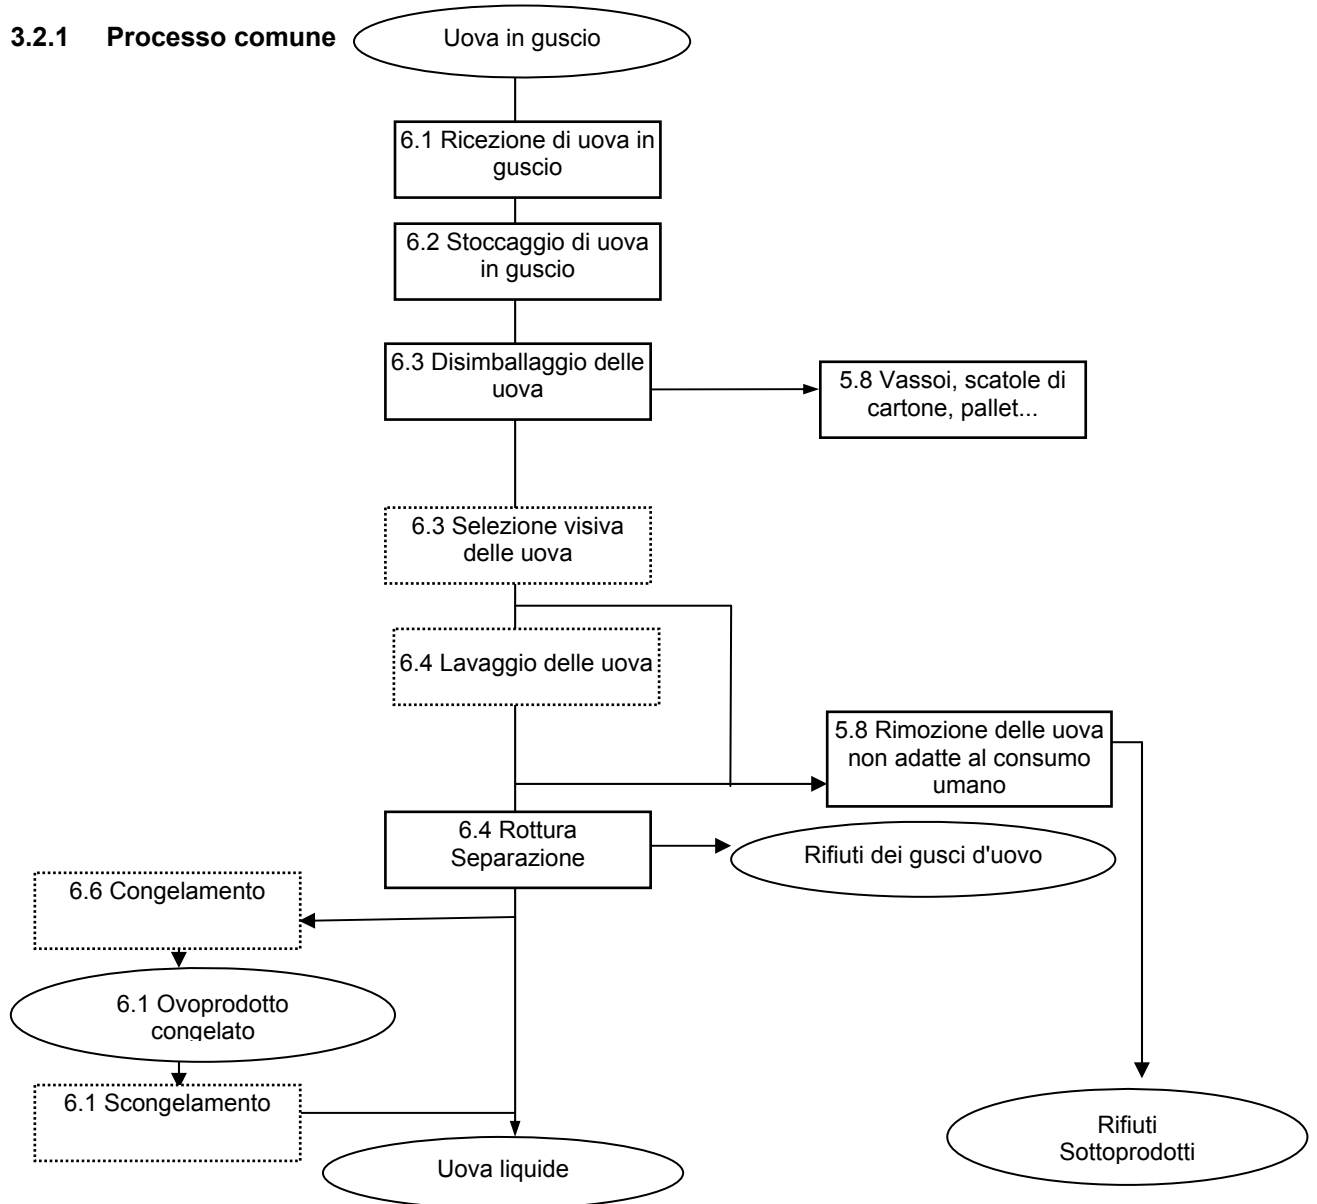 3.2.1 Processo comune
Uova in guscio
6.1 Ricezione di uova in
guscio
6.2 Stoccaggio di uova
in guscio
6.3 Disimballaggio delle
uova
5.8 Vassoi, scatole di
cartone, pallet...
6.3 Selezione visiva
delle uova
6.4 Lavaggio delle uova
5.8 Rimozione delle uova
non adatte al consumo
umano
6.4 Rottura
Separazione
Rifiuti dei gusci d'uovo
6.6 Congelamento
6.1 Ovoprodotto
congelato
6.1 Scongelamento
Uova liquide
Rifiuti
Sottoprodotti